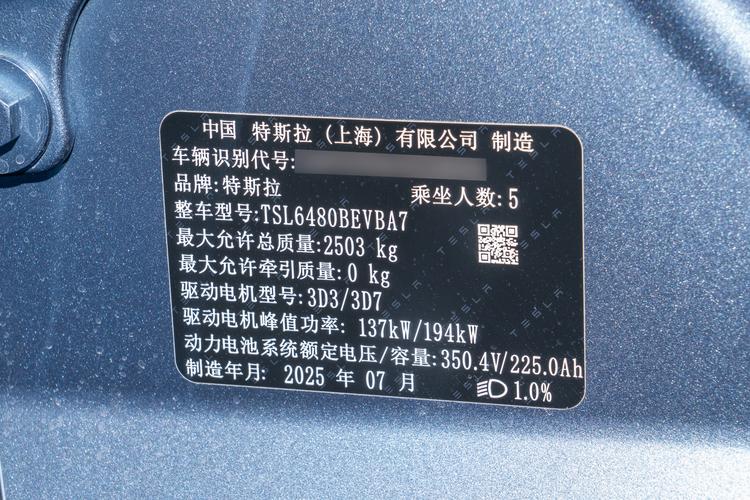 中国 特斯拉(上海)有限公司 制造
车辆识别代号:
品牌:特斯拉 乘坐人数:5
整车型号:TSL6480BEVBA7
最大允许总质量:2503 kg
最大允许牵引质量:0 kg
驱动电机型号:3D3/3D7
驱动电机峰值功率: 137kW/194kW
动力电池系统额定电压/容量:350.4V/225.0Ah
制造年月: 2025 年 07 月 1.0%